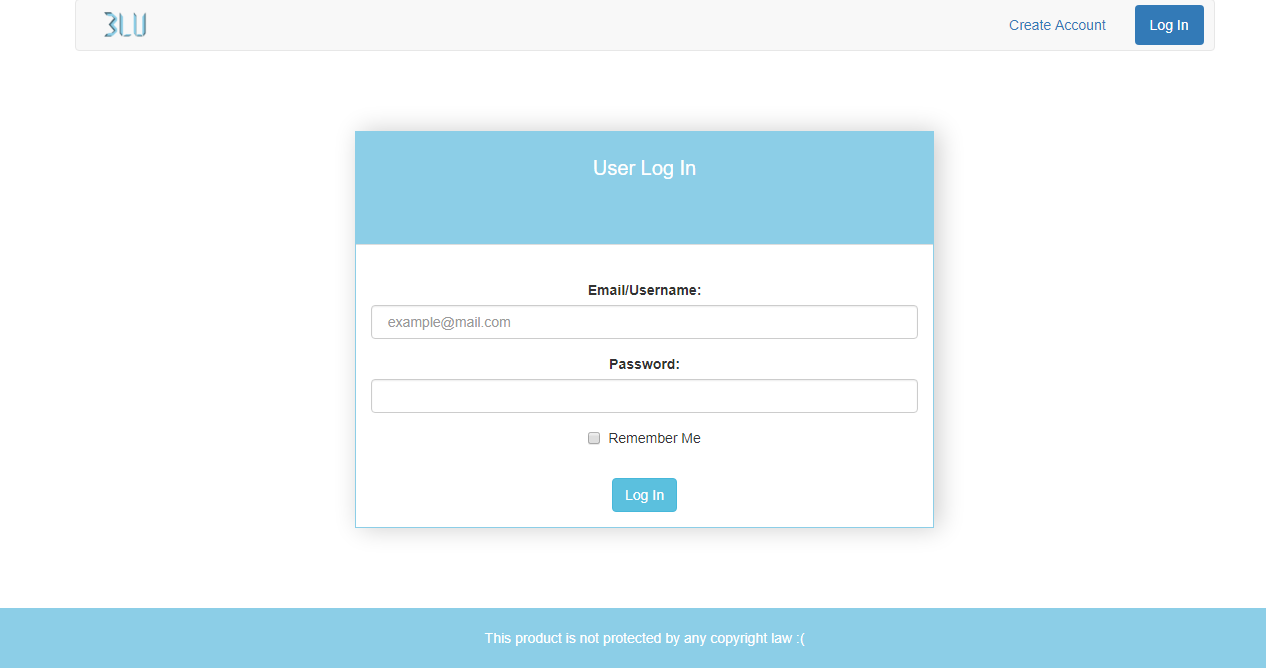 3LU
Create Account
Log In
User Log In
Email/Username:
example@mail.com
Password:
Remember Me
Log In
This product is not protected by any copyright law :(